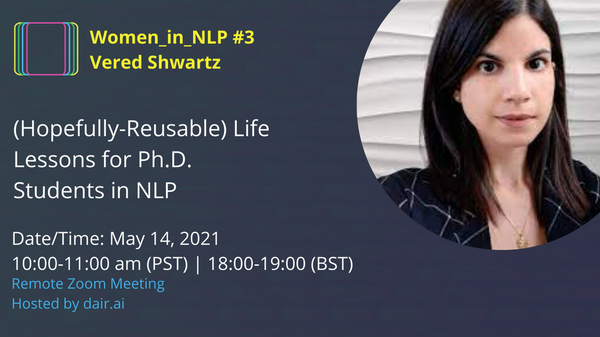 Women_in_NLP #3
Vered Shwartz
(Hopefully-Reusable) Life
Lessons for Ph.D.
Students in NLP
Date/Time: May 14, 2021
10:00-11:00 am (PST) | 18:00-19:00 (BST)
Remote Zoom Meeting
Hosted by dair.ai